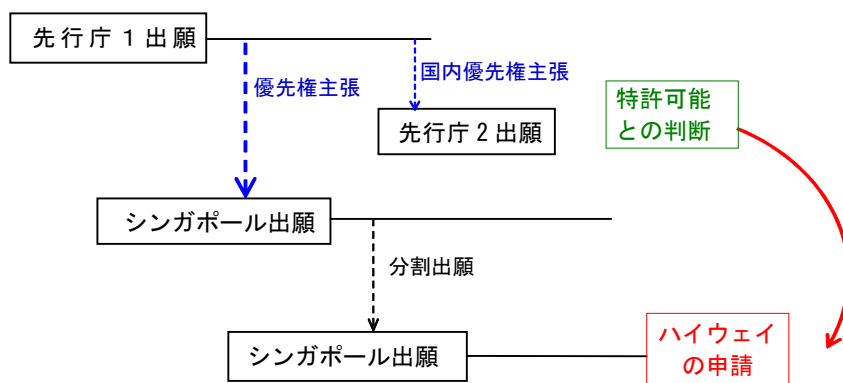 先行庁1出願
優先権主張
国内優先権主張
先行庁2出願
特許可能
との判断
シンガポール出願
分割出願
シンガポール出願
ハイウェイ
の申請